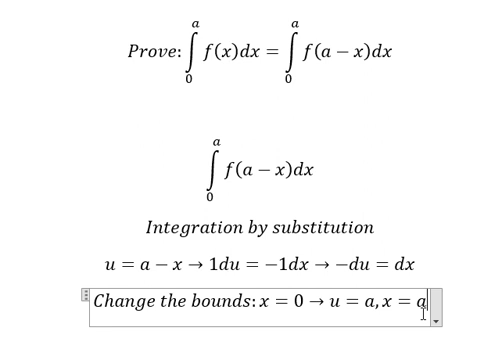 Prove: ∫₀ᵃ f(x)dx = ∫₀ᵃ f(a − x)dx
∫₀ᵃ f(a − x)dx
Integration by substitution
u = a − x → 1du = −1dx → −du = dx
Change the bounds: x = 0 → u = a, x = a